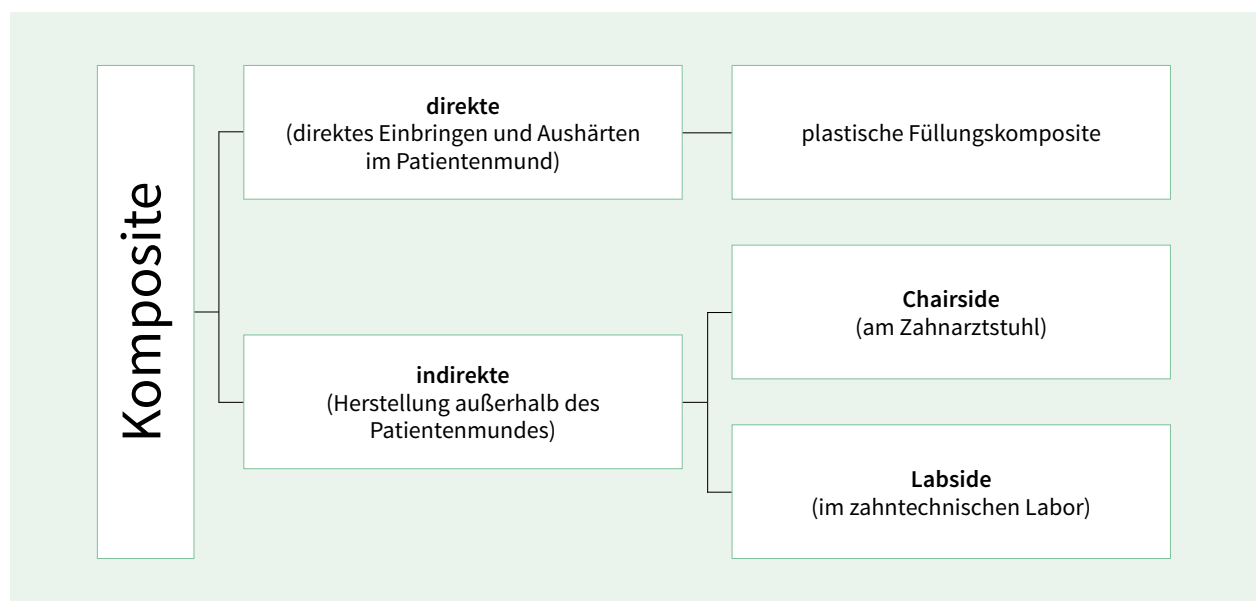 Komposite
direkte
(direktes Einbringen und Aushärten
im Patientenmund)
plastische Füllungskomposite
indirekte
(Herstellung außerhalb des
Patientenmundes)
Chairside
(am Zahnarztstuhl)
Labside
(im zahntechnischen Labor)